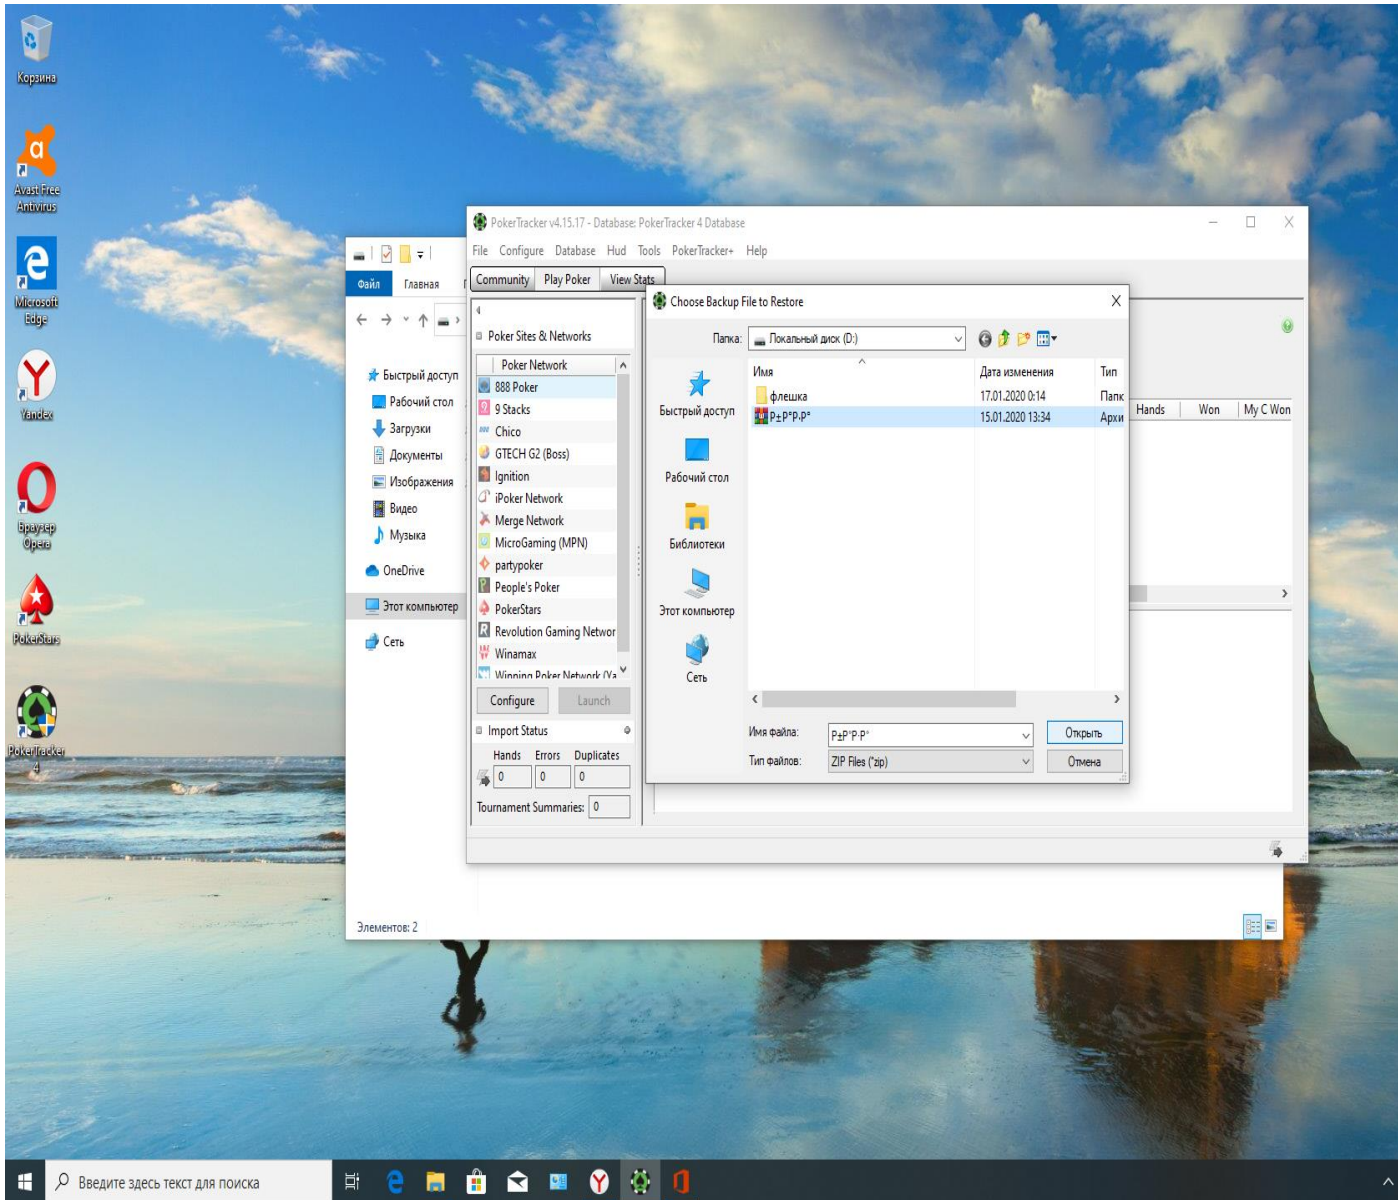 Корзина
Avast Free
Antivirus
Microsoft
Edge
Yandex
Браузер
Opera
PokerStars
PokerTracker
4
PokerTracker v4.15.17 - Database: PokerTracker 4 Database
File Configure Database Hud Tools PokerTracker+ Help
Community Play Poker View Stats
Файл Главная
Быстрый доступ
Рабочий стол
Загрузки
Документы
Изображения
Видео
Музыка
OneDrive
Этот компьютер
Сеть
Элементов: 2
Poker Sites & Networks
Poker Network
888 Poker
9 Stacks
Chico
GTECH G2 (Boss)
Ignition
iPoker Network
Merge Network
MicroGaming (MPN)
partypoker
People's Poker
PokerStars
Revolution Gaming Networ
Winamax
Winning Poker Network (Ya
Configure Launch
Import Status
Hands Errors Duplicates
0 0 0
Tournament Summaries: 0
Choose Backup File to Restore
Папка: Локальный диск (D:)
Имя Дата изменения Тип
флешка 17.01.2020 0:14 Папк
Р±Р°Р·Р° 15.01.2020 13:34 Архи
Быстрый доступ
Рабочий стол
Библиотеки
Этот компьютер
Сеть
Имя файла: Р±Р°Р·Р° Открыть
Тип файлов: ZIP Files (*zip) Отмена
Hands Won My C Won
Введите здесь текст для поиска